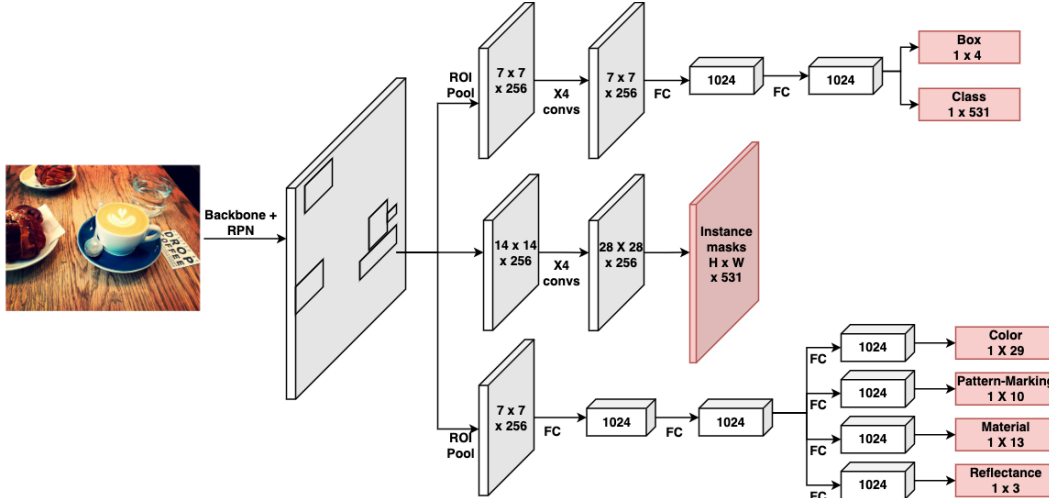 Backbone +
RPN
ROI
Pool
7 x 7
x 256
X4
convs
7 x 7
x 256
FC
1024
FC
1024
Box
1 x 4
Class
1 x 531
14 x 14
x 256
X4
convs
28 X 28
x 256
Instance
masks
H x W
x 531
ROI
Pool
7 x 7
x 256
FC
1024
FC
1024
FC
1024
Color
1 X 29
FC
1024
Pattern-Marking
1 X 10
FC
1024
Material
1 X 13
FC
1024
Reflectance
1 x 3
DROP
COFFEE